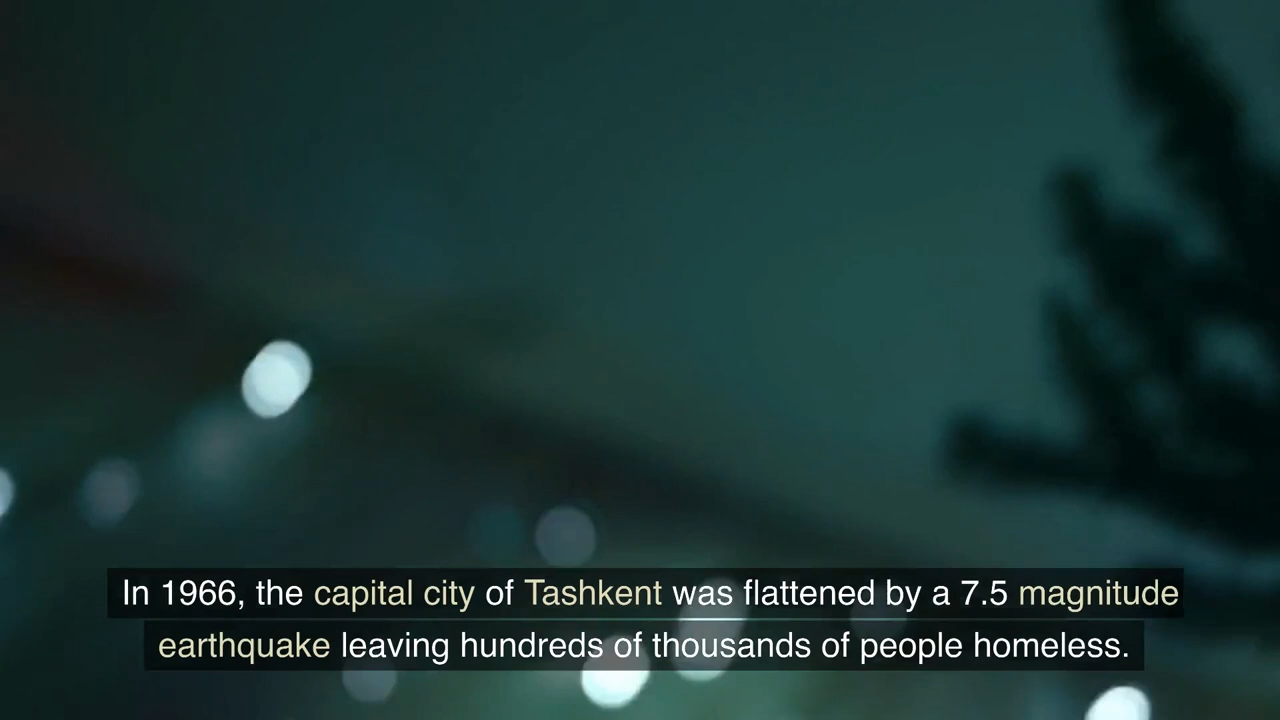 In 1966, the capital city of Tashkent was flattened by a 7.5 magnitude
earthquake leaving hundreds of thousands of people homeless.